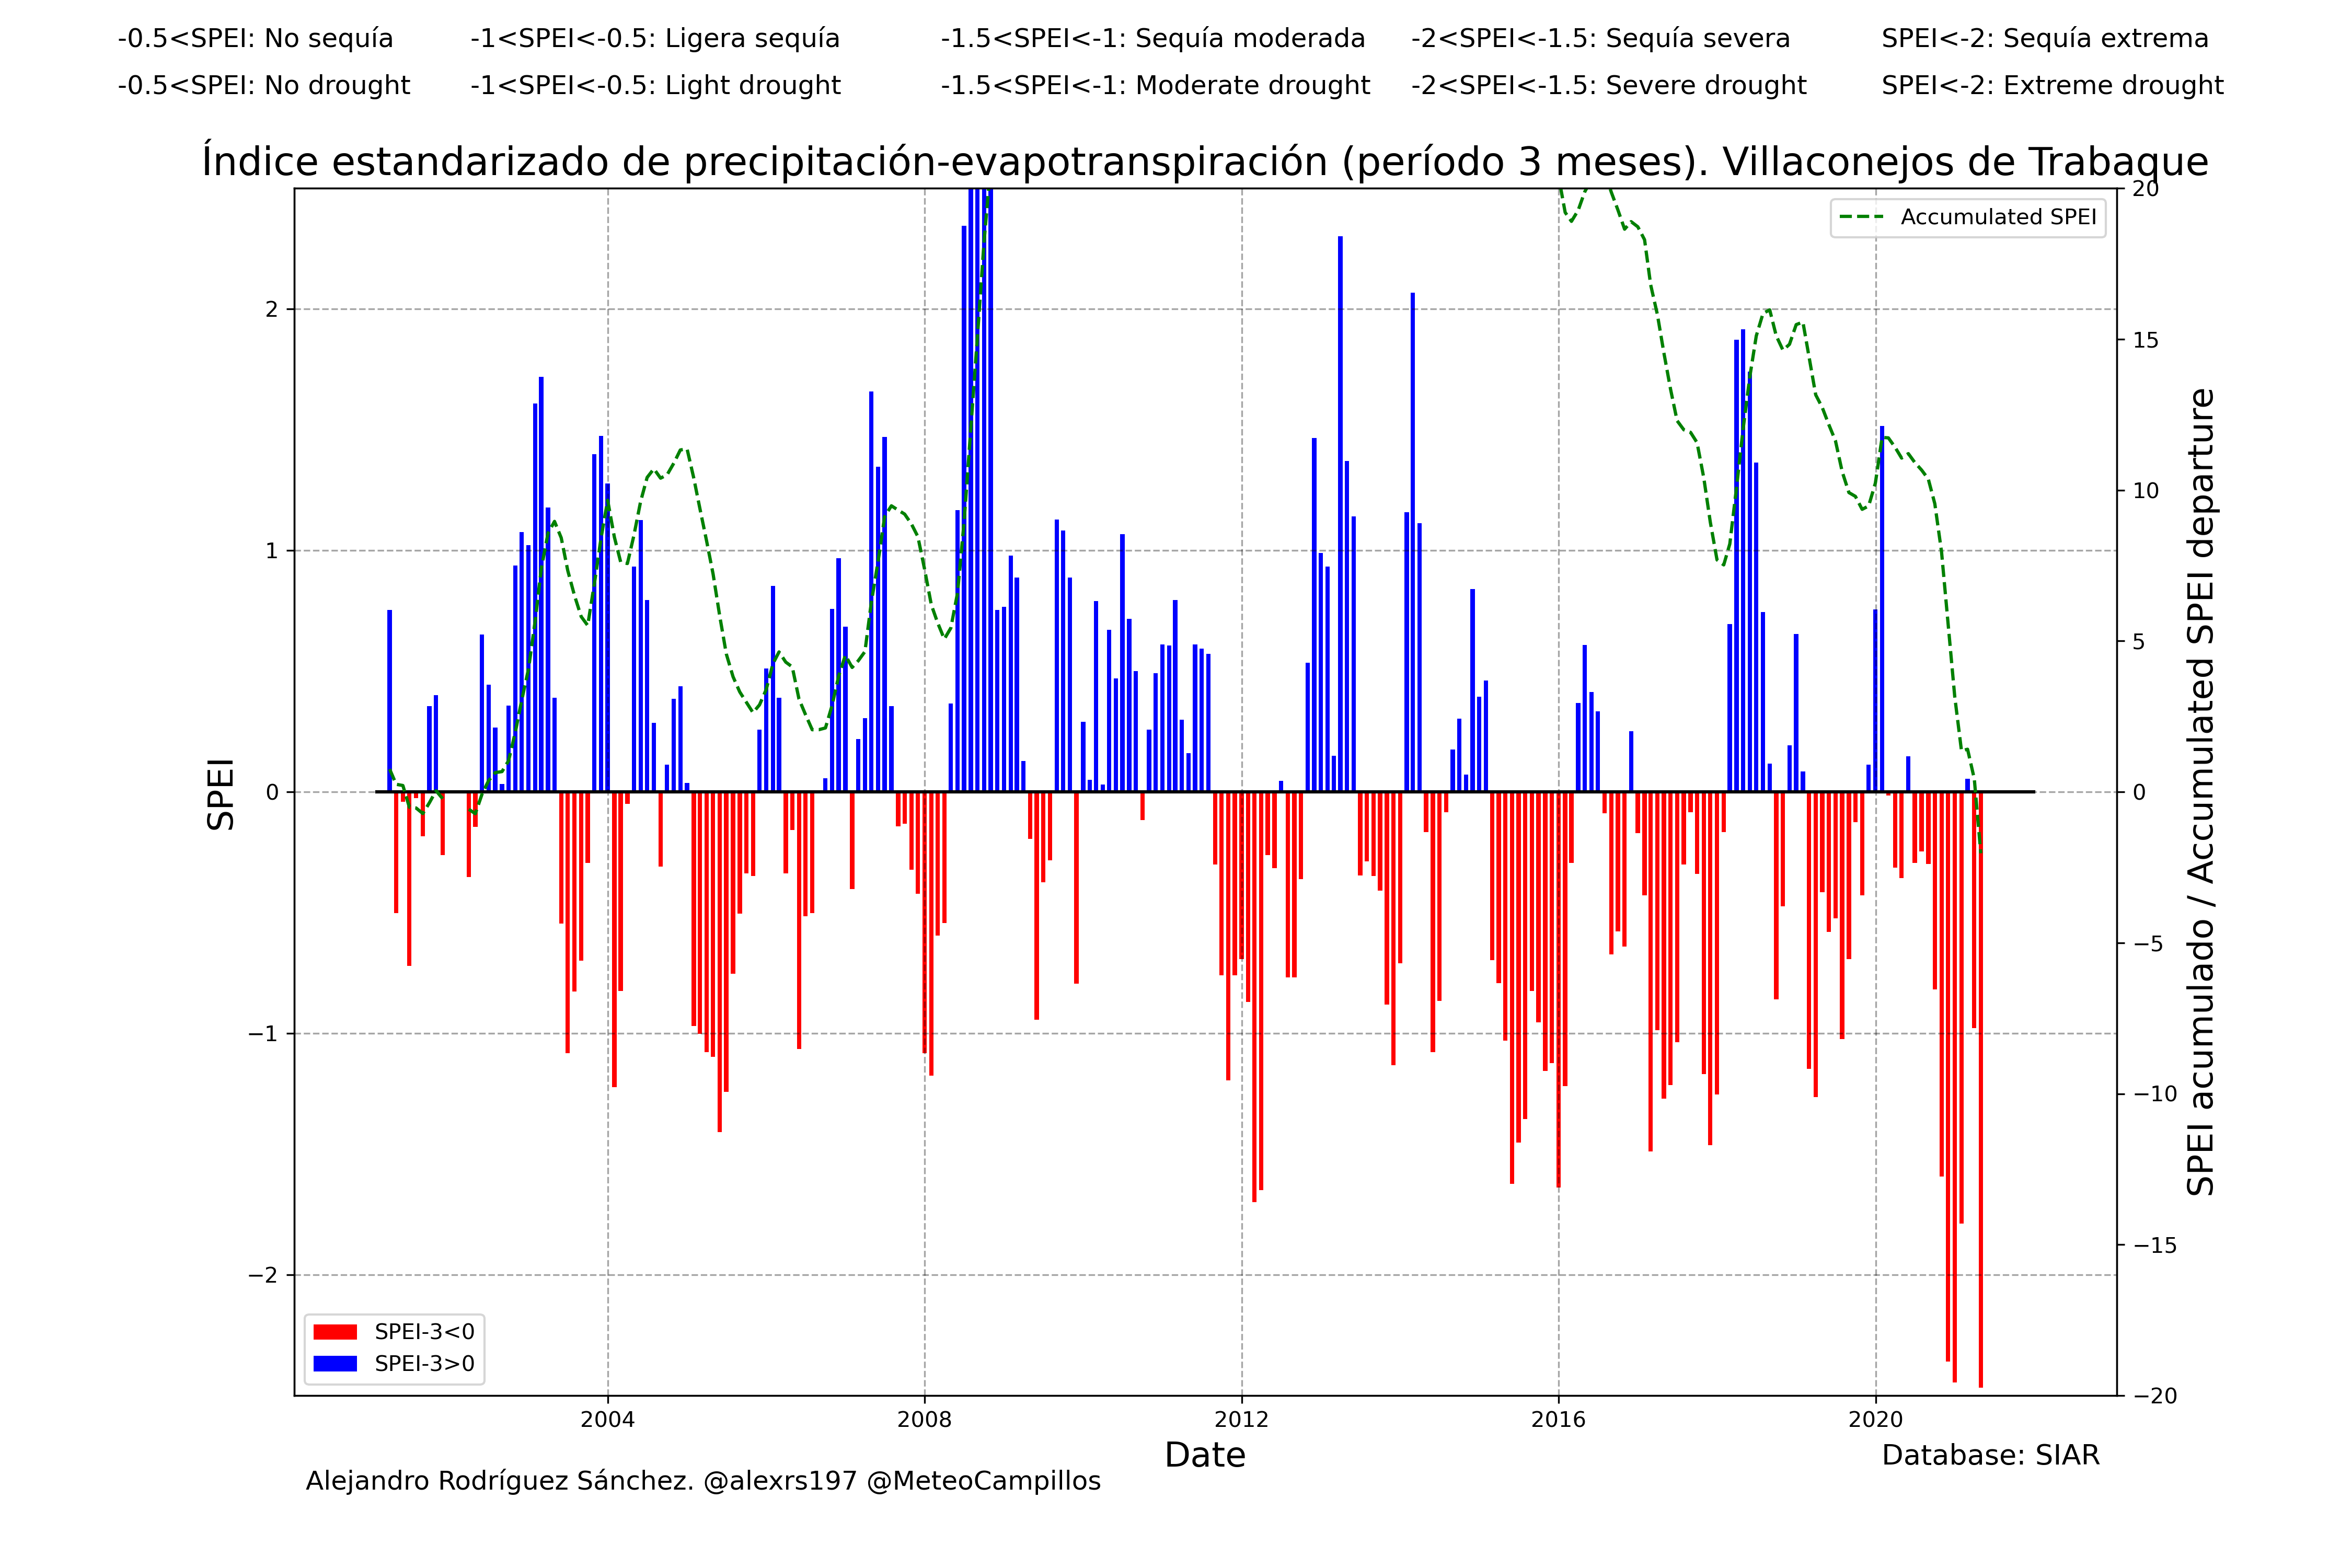 -0.5<SPEI: No sequía -1<SPEI<-0.5: Ligera sequía -1.5<SPEI<-1: Sequía moderada -2<SPEI<-1.5: Sequía severa SPEI<-2: Sequía extrema
-0.5<SPEI: No drought -1<SPEI<-0.5: Light drought -1.5<SPEI<-1: Moderate drought -2<SPEI<-1.5: Severe drought SPEI<-2: Extreme drought
Índice estandarizado de precipitación-evapotranspiración (período 3 meses). Villaconejos de Trabaque
Accumulated SPEI
2
1
0
−1
−2
SPEI
20
15
10
5
0
−5
−10
−15
−20
SPEI acumulado / Accumulated SPEI departure
SPEI-3<0
SPEI-3>0
2004 2008 2012 2016 2020
Date
Database: SIAR
Alejandro Rodríguez Sánchez. @alexrs197 @MeteoCampillos